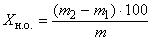 Xн.о. = (m₂ − m₁) · 100 / m